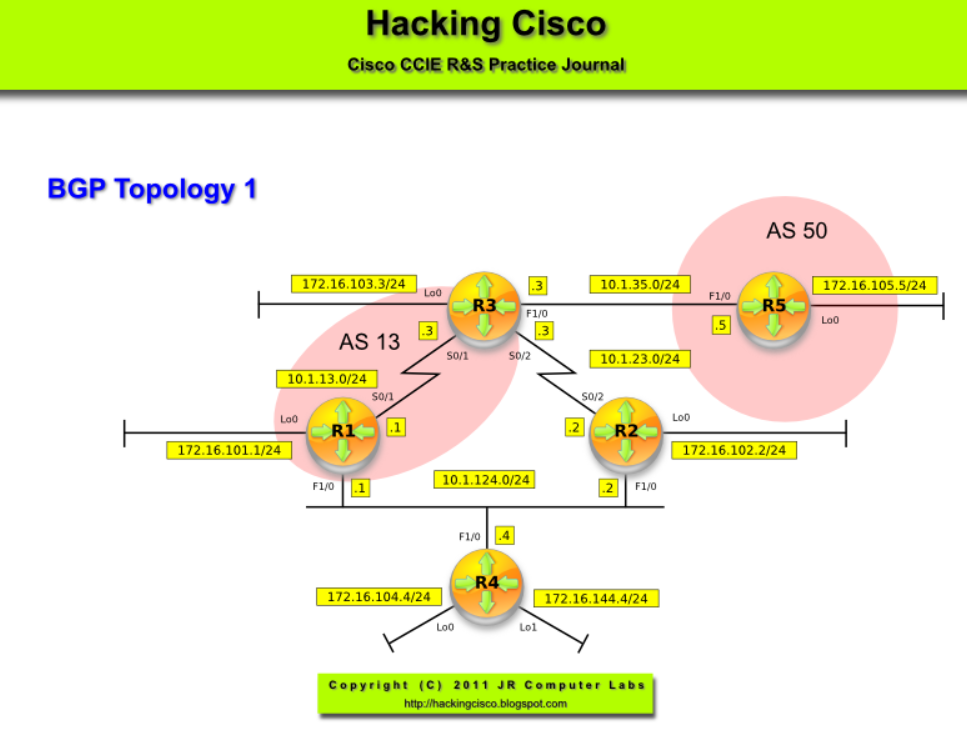 Hacking Cisco
Cisco CCIE R&S Practice Journal
BGP Topology 1
AS 50
172.16.103.3/24
Lo0
R3
.3
F1/0
10.1.35.0/24
F1/0
R5
172.16.105.5/24
.5
Lo0
AS 13
.3
.3
S0/1
S0/2
10.1.23.0/24
10.1.13.0/24
S0/1
S0/2
Lo0
R1
.1
.2
R2
Lo0
172.16.101.1/24
172.16.102.2/24
F1/0
.1
10.1.124.0/24
.2
F1/0
F1/0
.4
R4
172.16.104.4/24
172.16.144.4/24
Lo0
Lo1
Copyright (C) 2011 JR Computer Labs
http://hackingcisco.blogspot.com